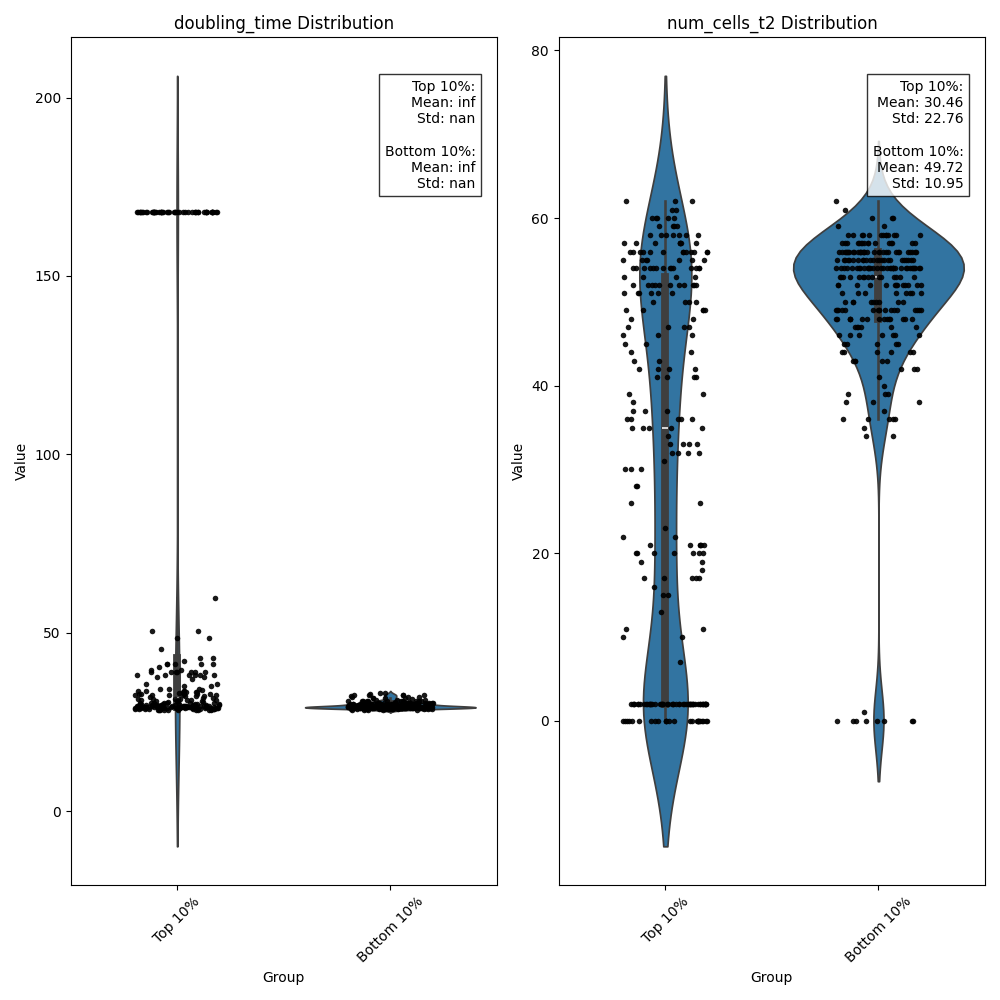 doubling_time Distribution
200
150
100
50
0
Value
Top 10%:
Mean: inf
Std: nan
Bottom 10%:
Mean: inf
Std: nan
Top 10%
Bottom 10%
Group
num_cells_t2 Distribution
80
60
40
20
0
Value
Top 10%:
Mean: 30.46
Std: 22.76
Bottom 10%:
Mean: 49.72
Std: 10.95
Top 10%
Bottom 10%
Group